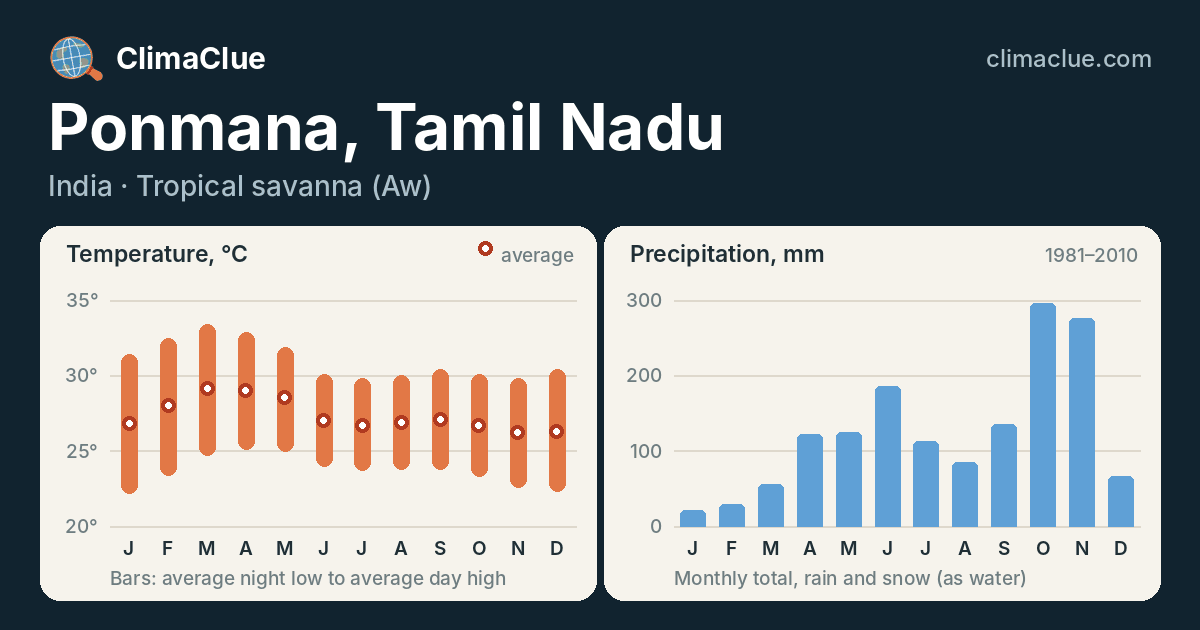 ClimaClue
climaclue.com
Ponmana, Tamil Nadu
India · Tropical savanna (Aw)
Temperature, °C
average
35°
30°
25°
20°
J F M A M J J A S O N D
Bars: average night low to average day high
Precipitation, mm
1981–2010
300
200
100
0
J F M A M J J A S O N D
Monthly total, rain and snow (as water)